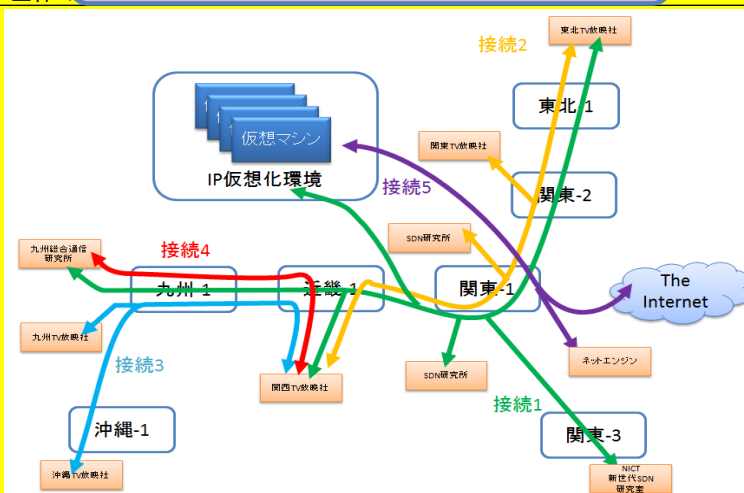 東北TV放映社
接続2
東北-1
仮想マシン
関東TV放映社
IP仮想化環境
接続5
関東-2
SDN研究所
九州総合通信
研究所
接続4
九州-1
近畿-1
関東-1
The
Internet
九州TV放映社
接続3
関西TV放映社
SDN研究所
ネットエンジン
接続1
沖縄-1
関東-3
沖縄TV放映社
NICT
新世代SDN
研究室